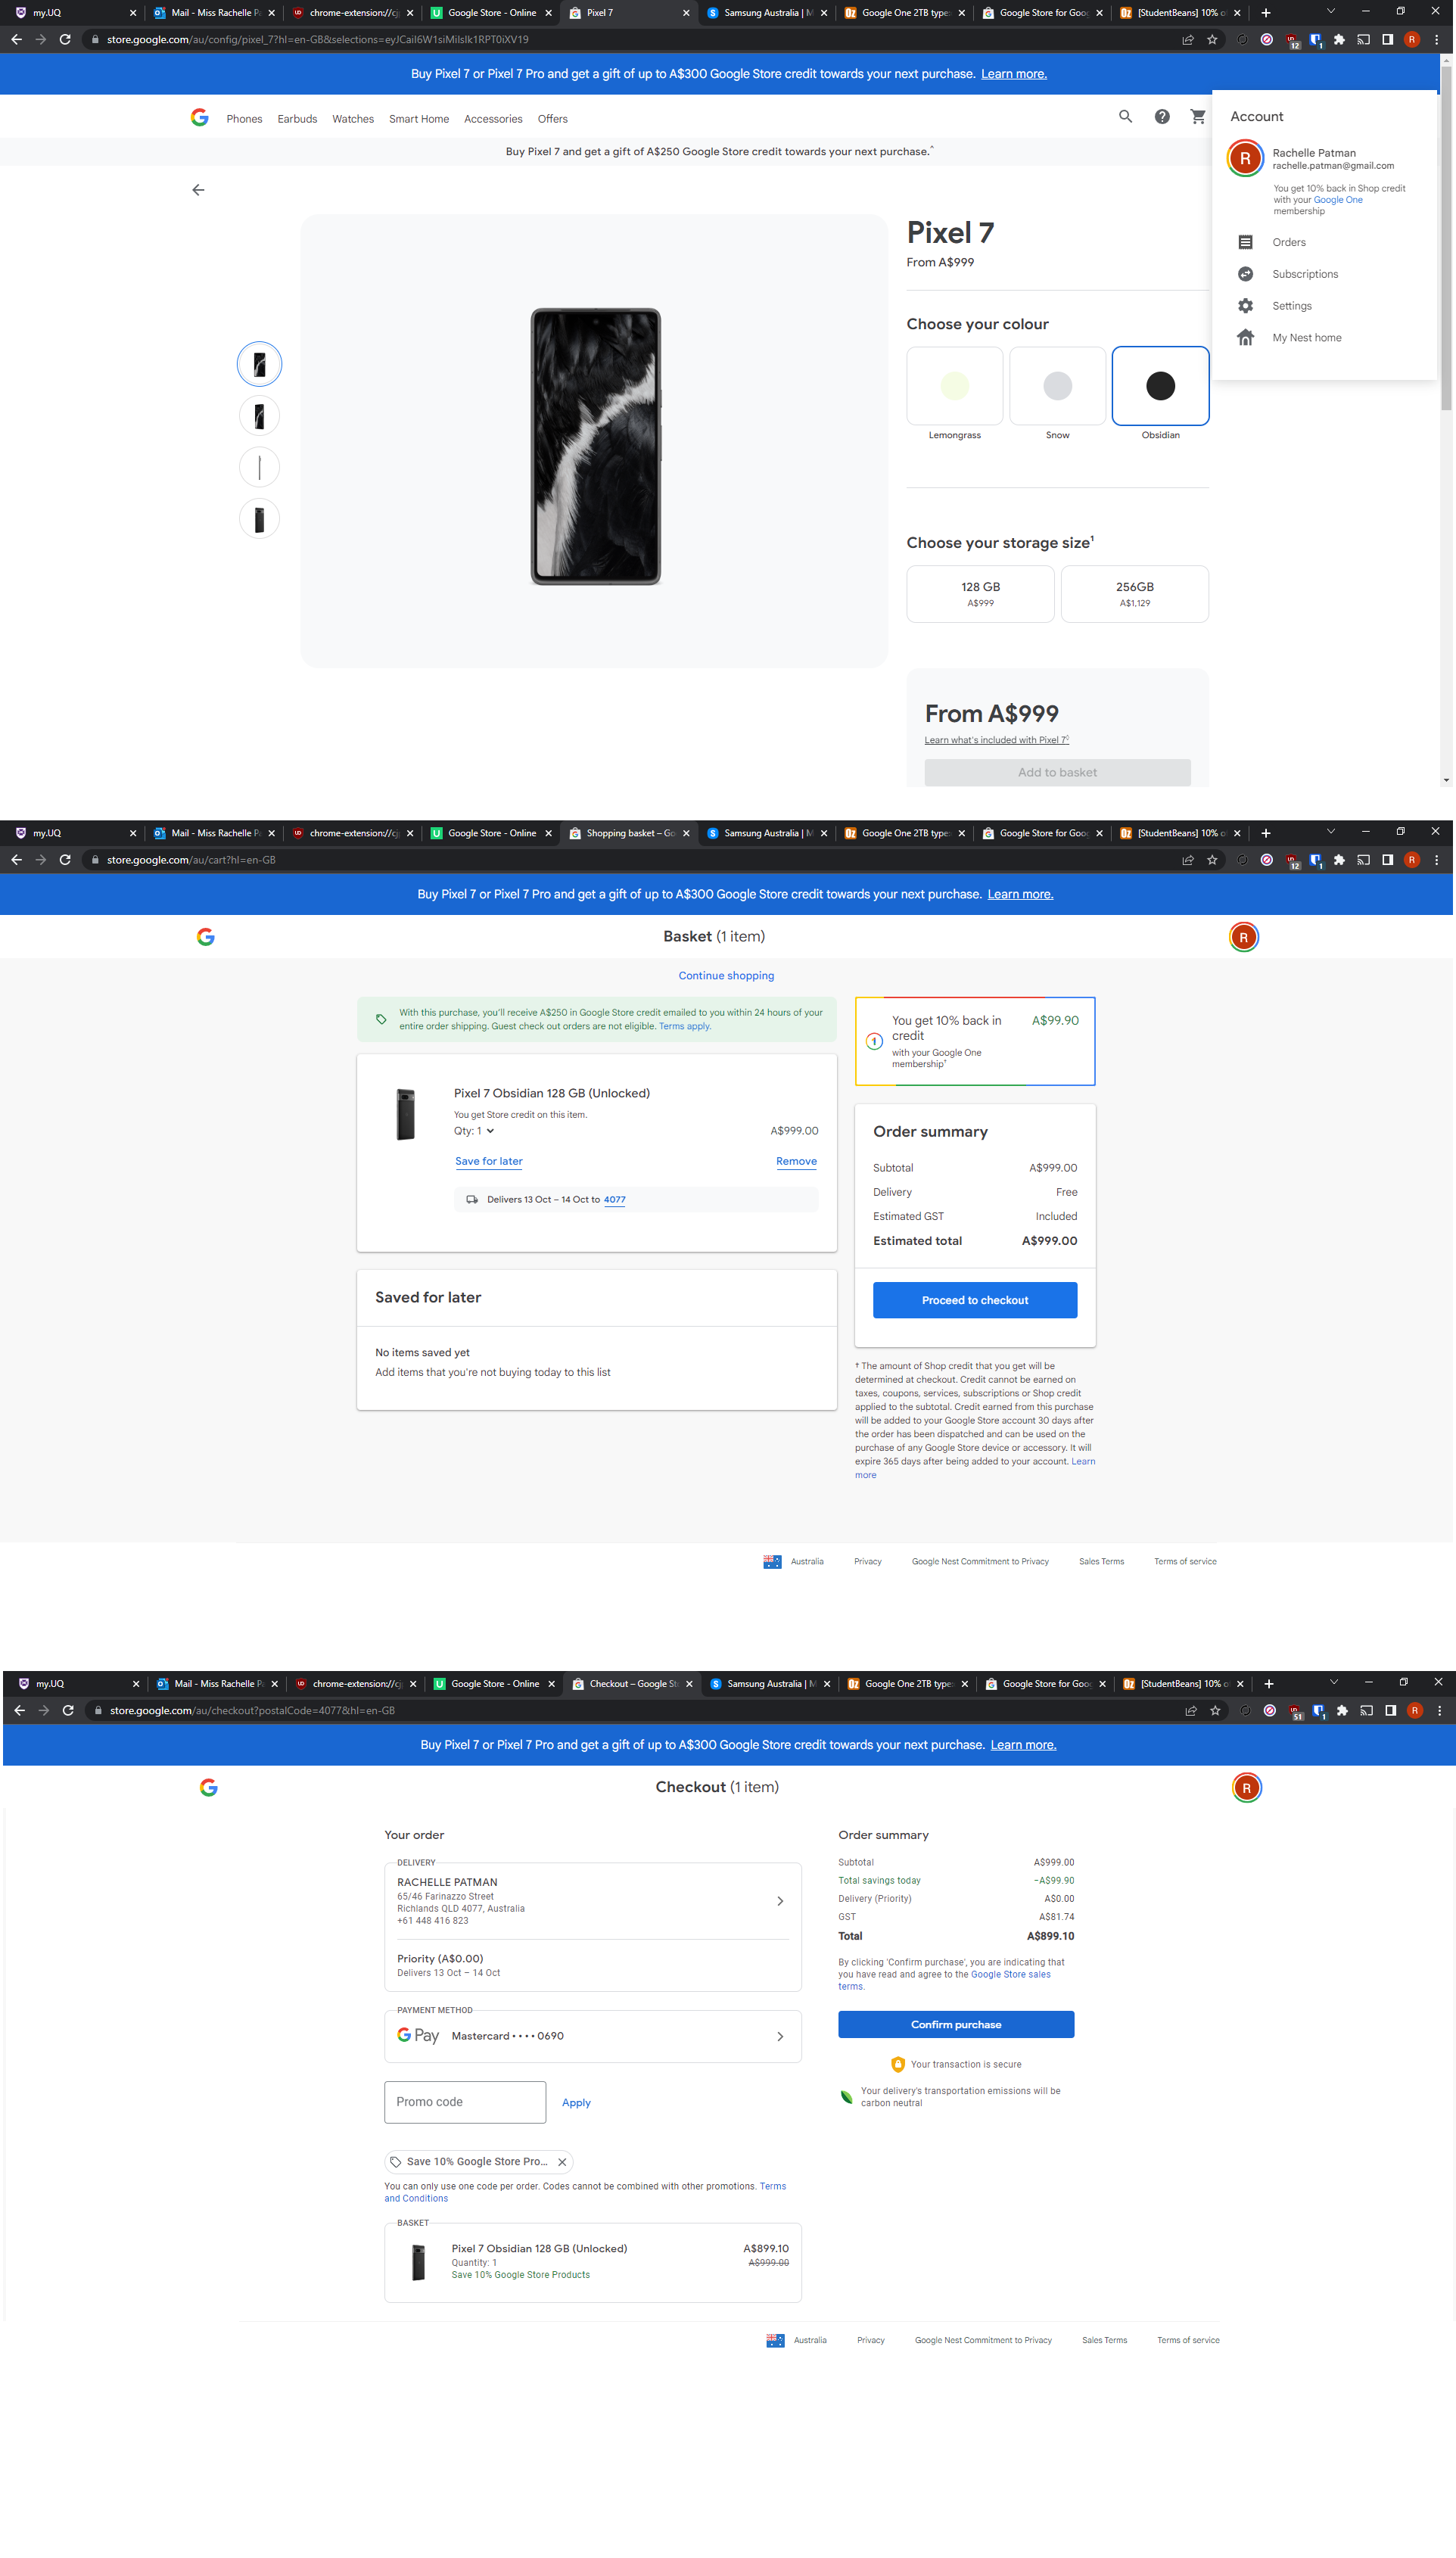 my.UQ
Mail - Miss Rachelle Pa
chrome-extension://cj
Google Store - Online
Pixel 7
Samsung Australia | M
Google One 2TB type
Google Store for Goog
[StudentBeans] 10% o
store.google.com/au/config/pixel_7?hl=en-GB&selections=eyJCaiI6W1siMiIsIk1RPT0iXV19
12
1
R
Buy Pixel 7 or Pixel 7 Pro and get a gift of up to A$300 Google Store credit towards your next purchase. Learn more.
Phones Earbuds Watches Smart Home Accessories Offers
Buy Pixel 7 and get a gift of A$250 Google Store credit towards your next purchase.^
Account
R
Rachelle Patman
rachelle.patman@gmail.com
You get 10% back in Shop credit
with your Google One
membership
Orders
Subscriptions
Settings
My Nest home
Pixel 7
From A$999
Choose your colour
Lemongrass Snow Obsidian
Choose your storage size¹
128 GB 256GB
A$999 A$1,129
From A$999
Learn what's included with Pixel 7◊
Add to basket
my.UQ
Mail - Miss Rachelle Pa
chrome-extension://cj
Google Store - Online
Shopping basket – Go
Samsung Australia | M
Google One 2TB type
Google Store for Goog
[StudentBeans] 10% o
store.google.com/au/cart?hl=en-GB
12
1
R
Buy Pixel 7 or Pixel 7 Pro and get a gift of up to A$300 Google Store credit towards your next purchase. Learn more.
Basket (1 item)
R
Continue shopping
With this purchase, you'll receive A$250 in Google Store credit emailed to you within 24 hours of your
entire order shipping. Guest check out orders are not eligible. Terms apply.
Pixel 7 Obsidian 128 GB (Unlocked)
You get Store credit on this item.
Qty: 1 A$999.00
Save for later Remove
Delivers 13 Oct – 14 Oct to 4077
Saved for later
No items saved yet
Add items that you're not buying today to this list
1
You get 10% back in A$99.90
credit
with your Google One
membership†
Order summary
Subtotal A$999.00
Delivery Free
Estimated GST Included
Estimated total A$999.00
Proceed to checkout
† The amount of Shop credit that you get will be
determined at checkout. Credit cannot be earned on
taxes, coupons, services, subscriptions or Shop credit
applied to the subtotal. Credit earned from this purchase
will be added to your Google Store account 30 days after
the order has been dispatched and can be used on the
purchase of any Google Store device or accessory. It will
expire 365 days after being added to your account. Learn
more
Australia Privacy Google Nest Commitment to Privacy Sales Terms Terms of service
my.UQ
Mail - Miss Rachelle Pa
chrome-extension://cj
Google Store - Online
Checkout – Google St
Samsung Australia | M
Google One 2TB type
Google Store for Goog
[StudentBeans] 10% o
store.google.com/au/checkout?postalCode=4077&hl=en-GB
51
1
R
Buy Pixel 7 or Pixel 7 Pro and get a gift of up to A$300 Google Store credit towards your next purchase. Learn more.
Checkout (1 item)
R
Your order
DELIVERY
RACHELLE PATMAN
65/46 Farinazzo Street
Richlands QLD 4077, Australia
+61 448 416 823
Priority (A$0.00)
Delivers 13 Oct – 14 Oct
PAYMENT METHOD
G Pay Mastercard •••• 0690
Promo code Apply
Save 10% Google Store Pro...
You can only use one code per order. Codes cannot be combined with other promotions. Terms
and Conditions
BASKET
Pixel 7 Obsidian 128 GB (Unlocked) A$899.10
Quantity: 1 A$999.00
Save 10% Google Store Products
Order summary
Subtotal A$999.00
Total savings today −A$99.90
Delivery (Priority) A$0.00
GST A$81.74
Total A$899.10
By clicking 'Confirm purchase', you are indicating that
you have read and agree to the Google Store sales
terms.
Confirm purchase
Your transaction is secure
Your delivery's transportation emissions will be
carbon neutral
Australia Privacy Google Nest Commitment to Privacy Sales Terms Terms of service